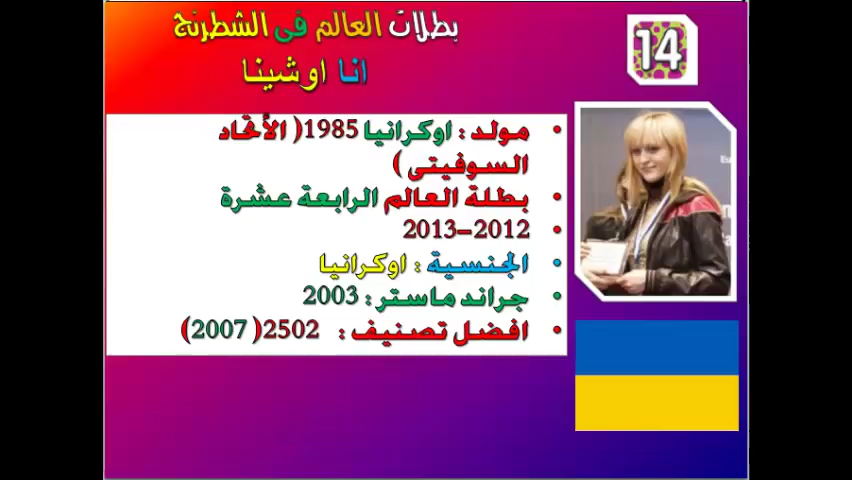 بطلات العالم فى الشطرنج
14
انا اوشينا
مولد : اوكرانيا 1985( الأتحاد
السوفيتى )
بطلة العالم الرابعة عشرة
2012–2013
الجنسية : اوكرانيا
جراند ماستر : 2003
افضل تصنيف : 2502 (2007)